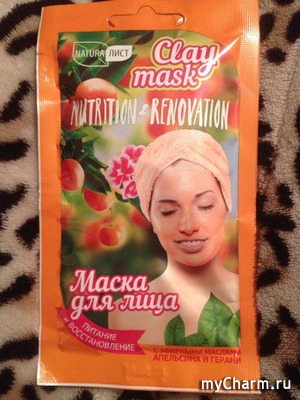 NATURA ЛИСТ
Clay
mask
NUTRITION & RENOVATION
Маска
для лица
ПИТАНИЕ
и ВОССТАНОВЛЕНИЕ
С ЭФИРНЫМИ МАСЛАМИ
АПЕЛЬСИНА И ГЕРАНИ
myCharm.ru